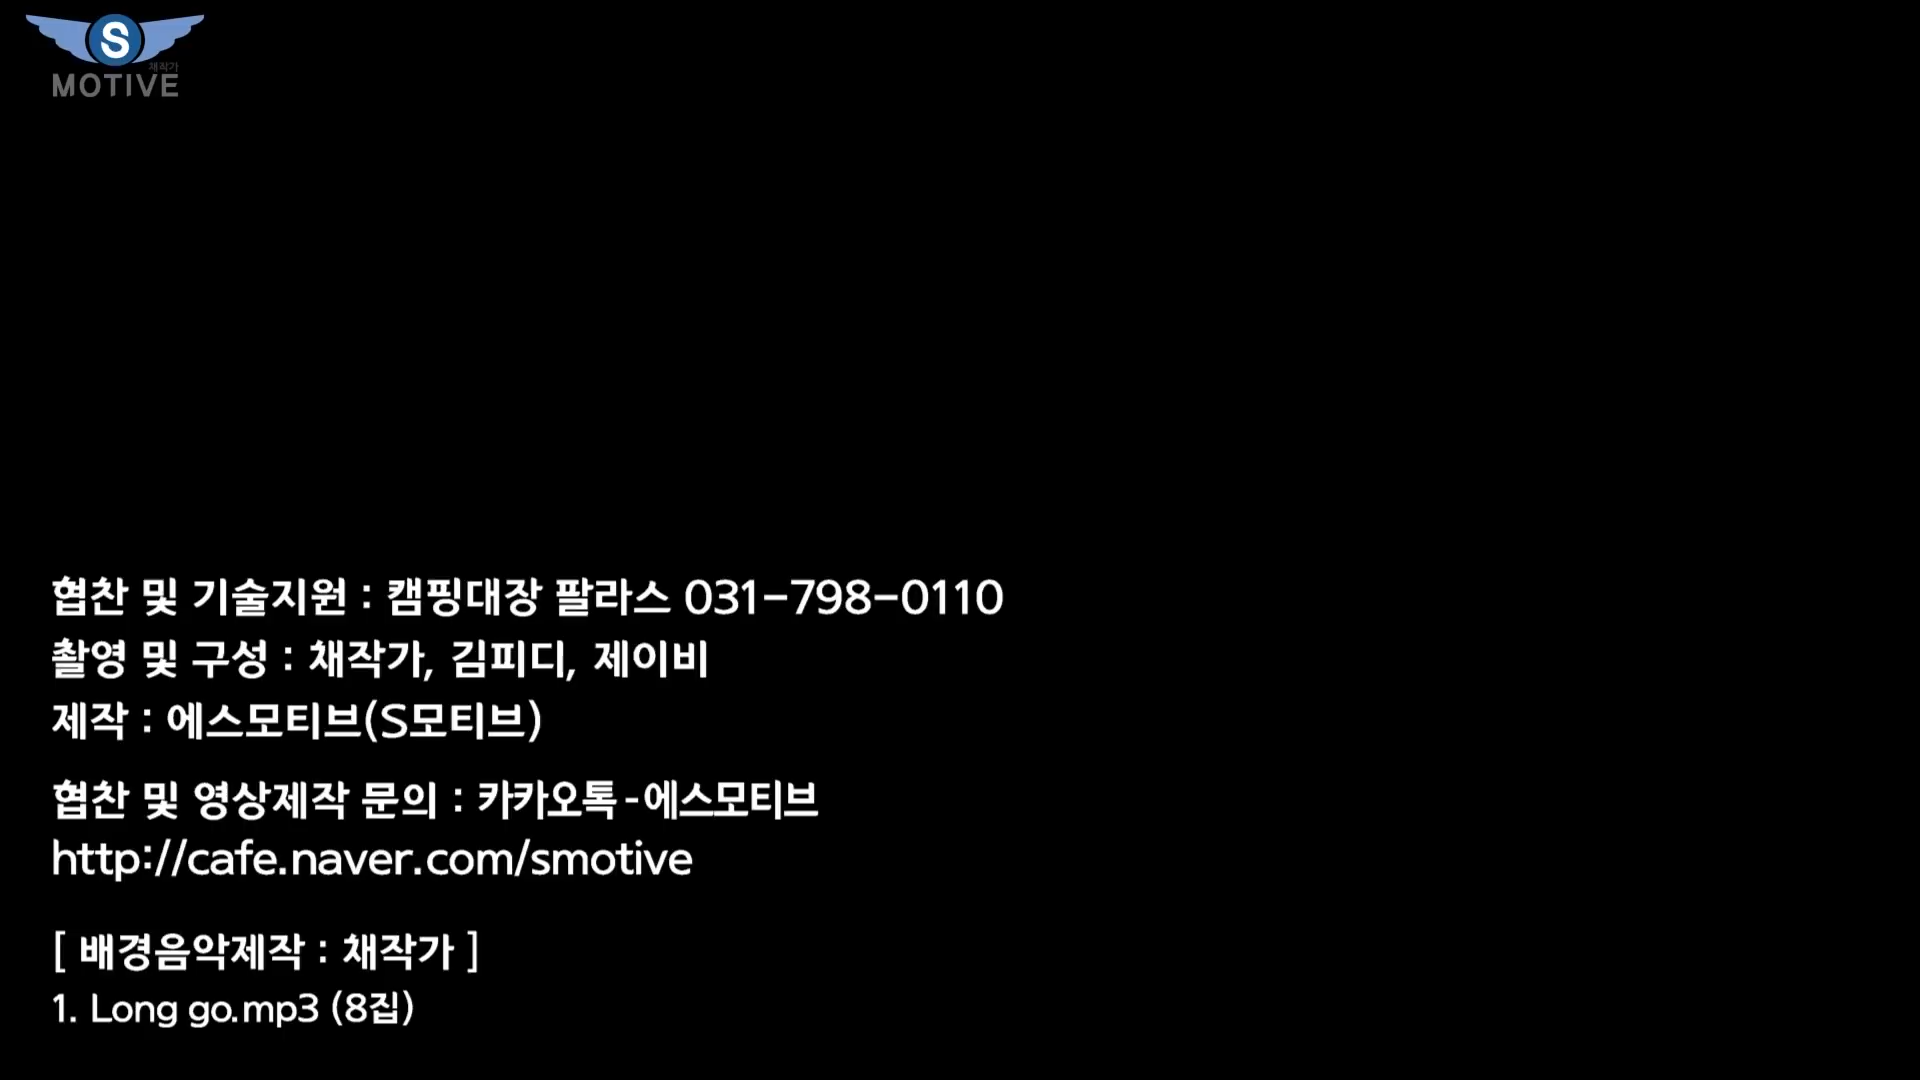 S
채작가
MOTIVE
협찬 및 기술지원 : 캠핑대장 팔라스 031-798-0110
촬영 및 구성 : 채작가, 김피디, 제이비
제작 : 에스모티브(S모티브)
협찬 및 영상제작 문의 : 카카오톡-에스모티브
http://cafe.naver.com/smotive
[ 배경음악제작 : 채작가 ]
1. Long go.mp3 (8집)